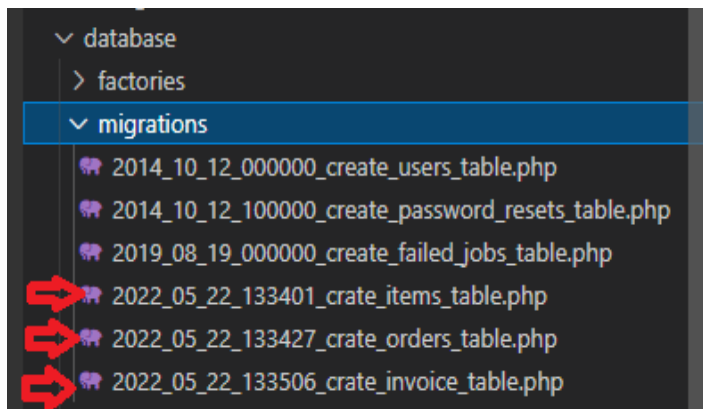 database
factories
migrations
2014_10_12_000000_create_users_table.php
2014_10_12_100000_create_password_resets_table.php
2019_08_19_000000_create_failed_jobs_table.php
2022_05_22_133401_crate_items_table.php
2022_05_22_133427_crate_orders_table.php
2022_05_22_133506_crate_invoice_table.php